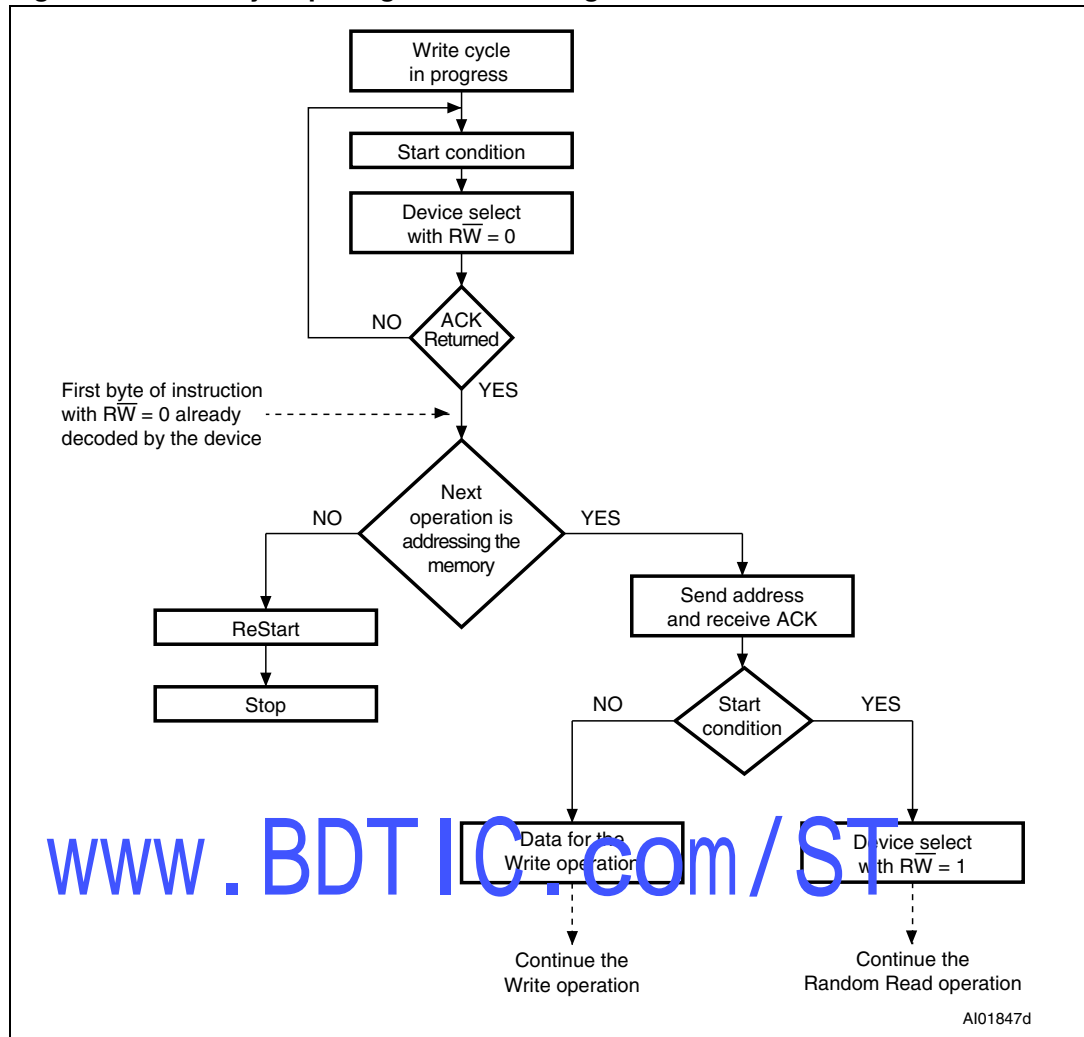 Write cycle
in progress
Start condition
Device select
with RW̅ = 0
NO
ACK
Returned
YES
First byte of instruction
with RW̅ = 0 already
decoded by the device
Next
operation is
addressing the
memory
NO
YES
Send address
and receive ACK
ReStart
Stop
NO
Start
condition
YES
Data for the
Write operation
Device select
with RW̅ = 1
www.BDTIC.com/ST
Continue the
Write operation
Continue the
Random Read operation
AI01847d